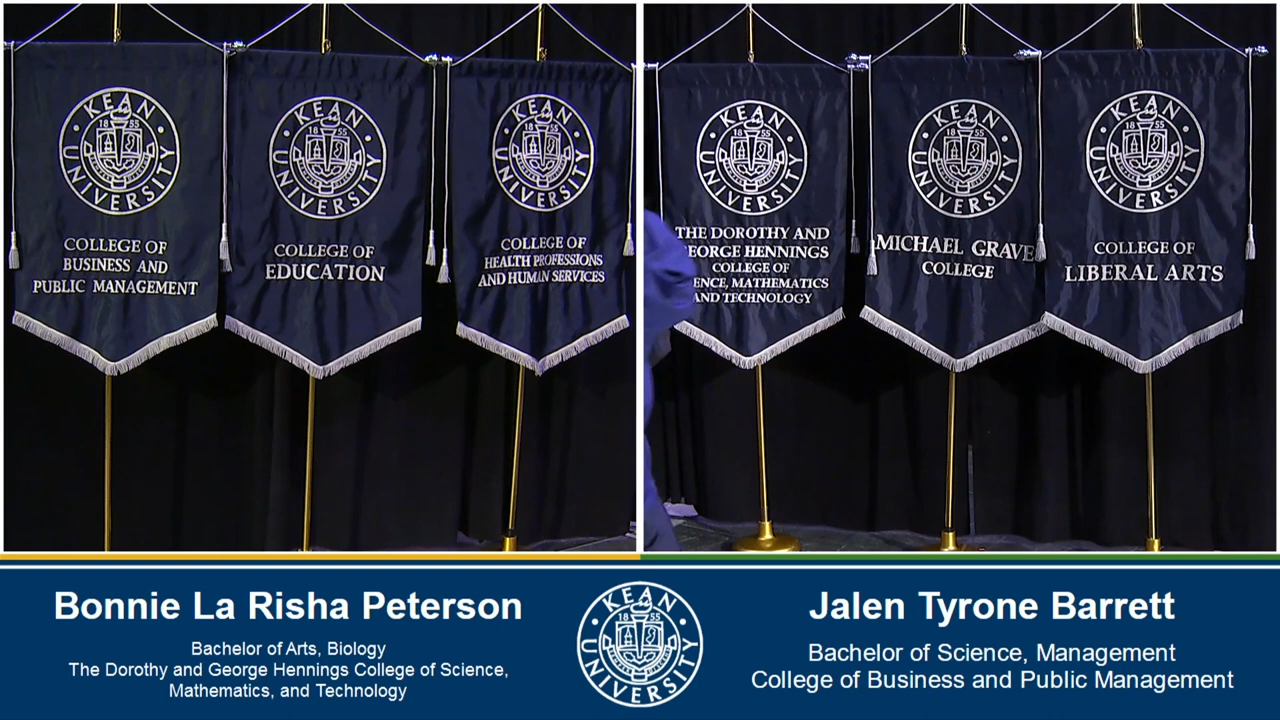 KEAN UNIVERSITY
18 55
COLLEGE OF
BUSINESS AND
PUBLIC MANAGEMENT
KEAN UNIVERSITY
18 55
COLLEGE OF
EDUCATION
KEAN UNIVERSITY
18 55
COLLEGE OF
HEALTH PROFESSIONS
AND HUMAN SERVICES
KEAN UNIVERSITY
18 55
THE DOROTHY AND
EORGE HENNINGS
COLLEGE OF
ENCE, MATHEMATICS
AND TECHNOLOGY
KEAN UNIVERSITY
18 55
MICHAEL GRAVE
COLLEGE
KEAN UNIVERSITY
18 55
COLLEGE OF
LIBERAL ARTS
Bonnie La Risha Peterson
Bachelor of Arts, Biology
The Dorothy and George Hennings College of Science,
Mathematics, and Technology
KEAN UNIVERSITY
18 55
Jalen Tyrone Barrett
Bachelor of Science, Management
College of Business and Public Management